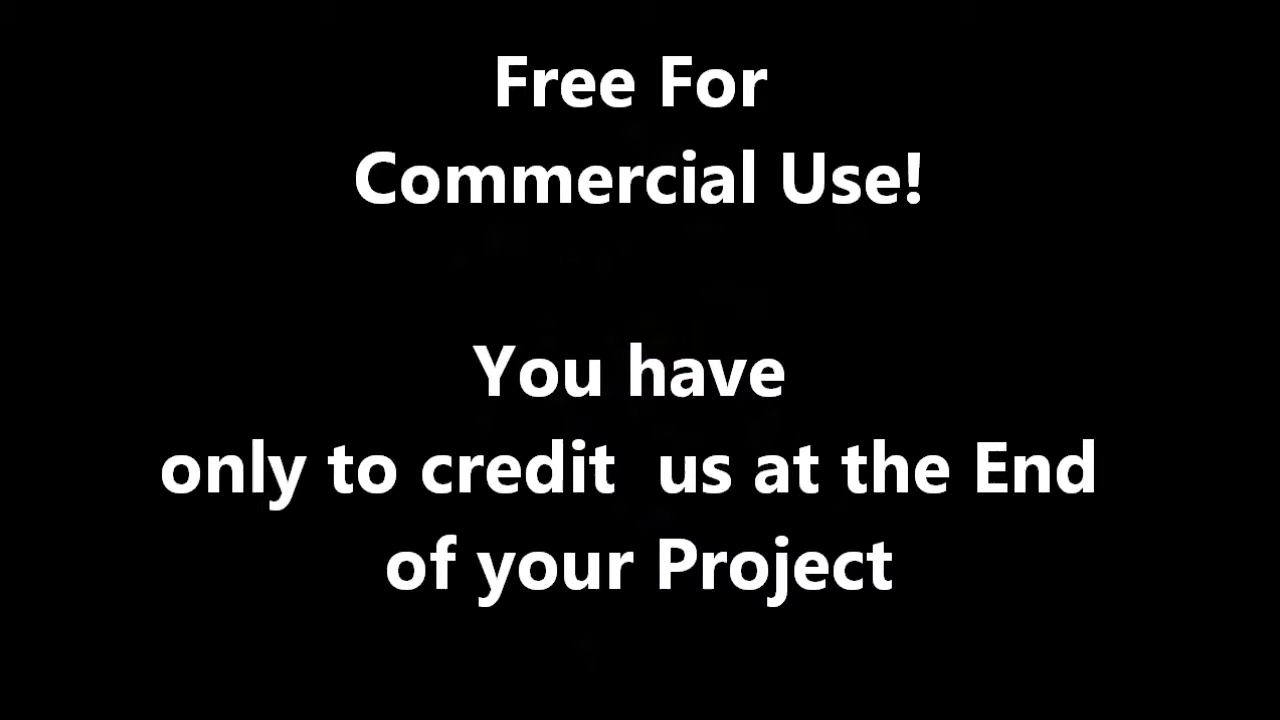 Free For
Commercial Use!
You have
only to credit  us at the End
of your Project